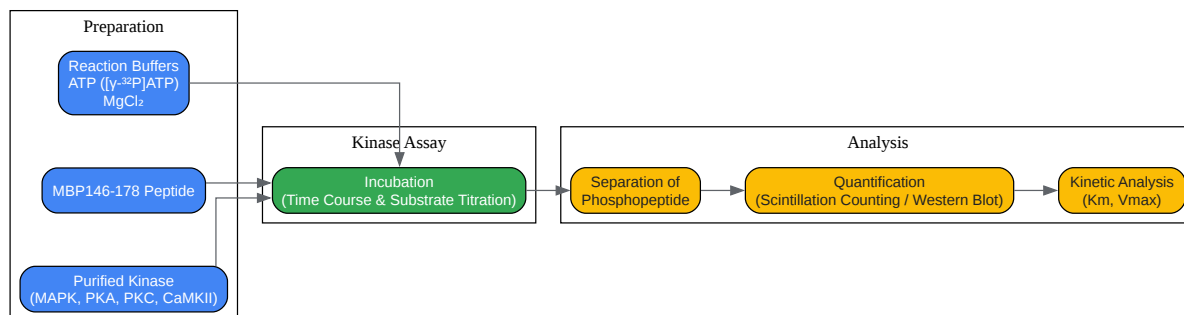 Preparation
Reaction Buffers
ATP ([γ-³²P]ATP)
MgCl₂
MBP146-178 Peptide
Purified Kinase
(MAPK, PKA, PKC, CaMKII)
Kinase Assay
Incubation
(Time Course & Substrate Titration)
Analysis
Separation of
Phosphopeptide
Quantification
(Scintillation Counting / Western Blot)
Kinetic Analysis
(Km, Vmax)